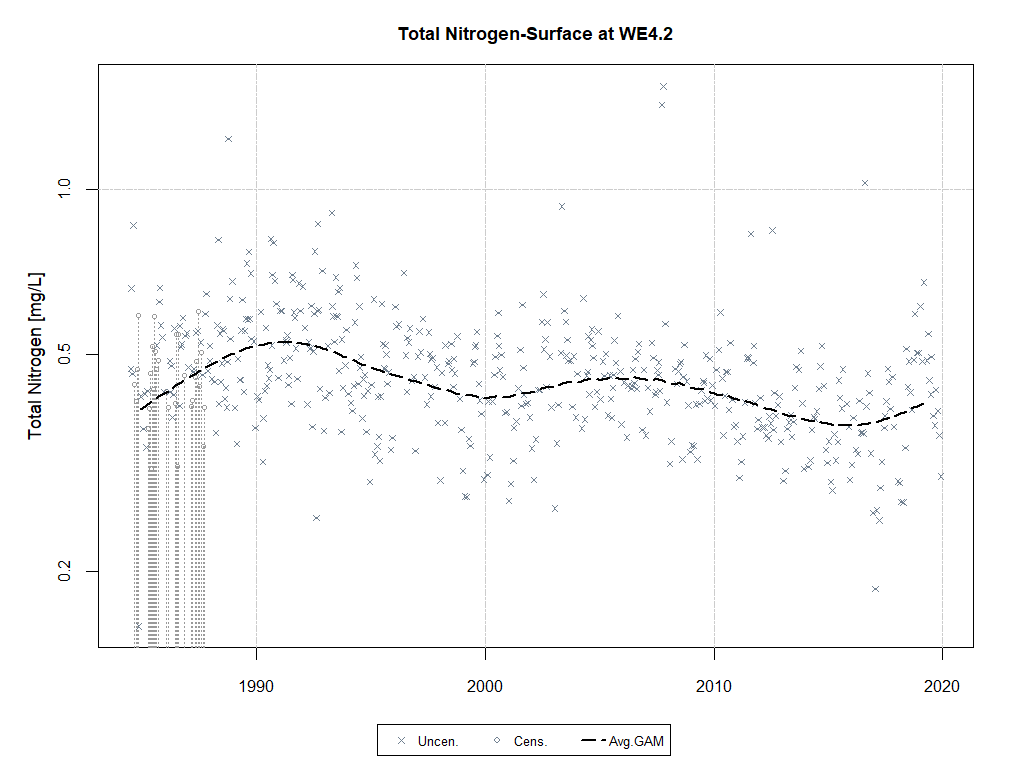 Total Nitrogen-Surface at WE4.2
Total Nitrogen [mg/L]
1.0
0.5
0.2
1990 2000 2010 2020
Uncen. Cens. Avg.GAM